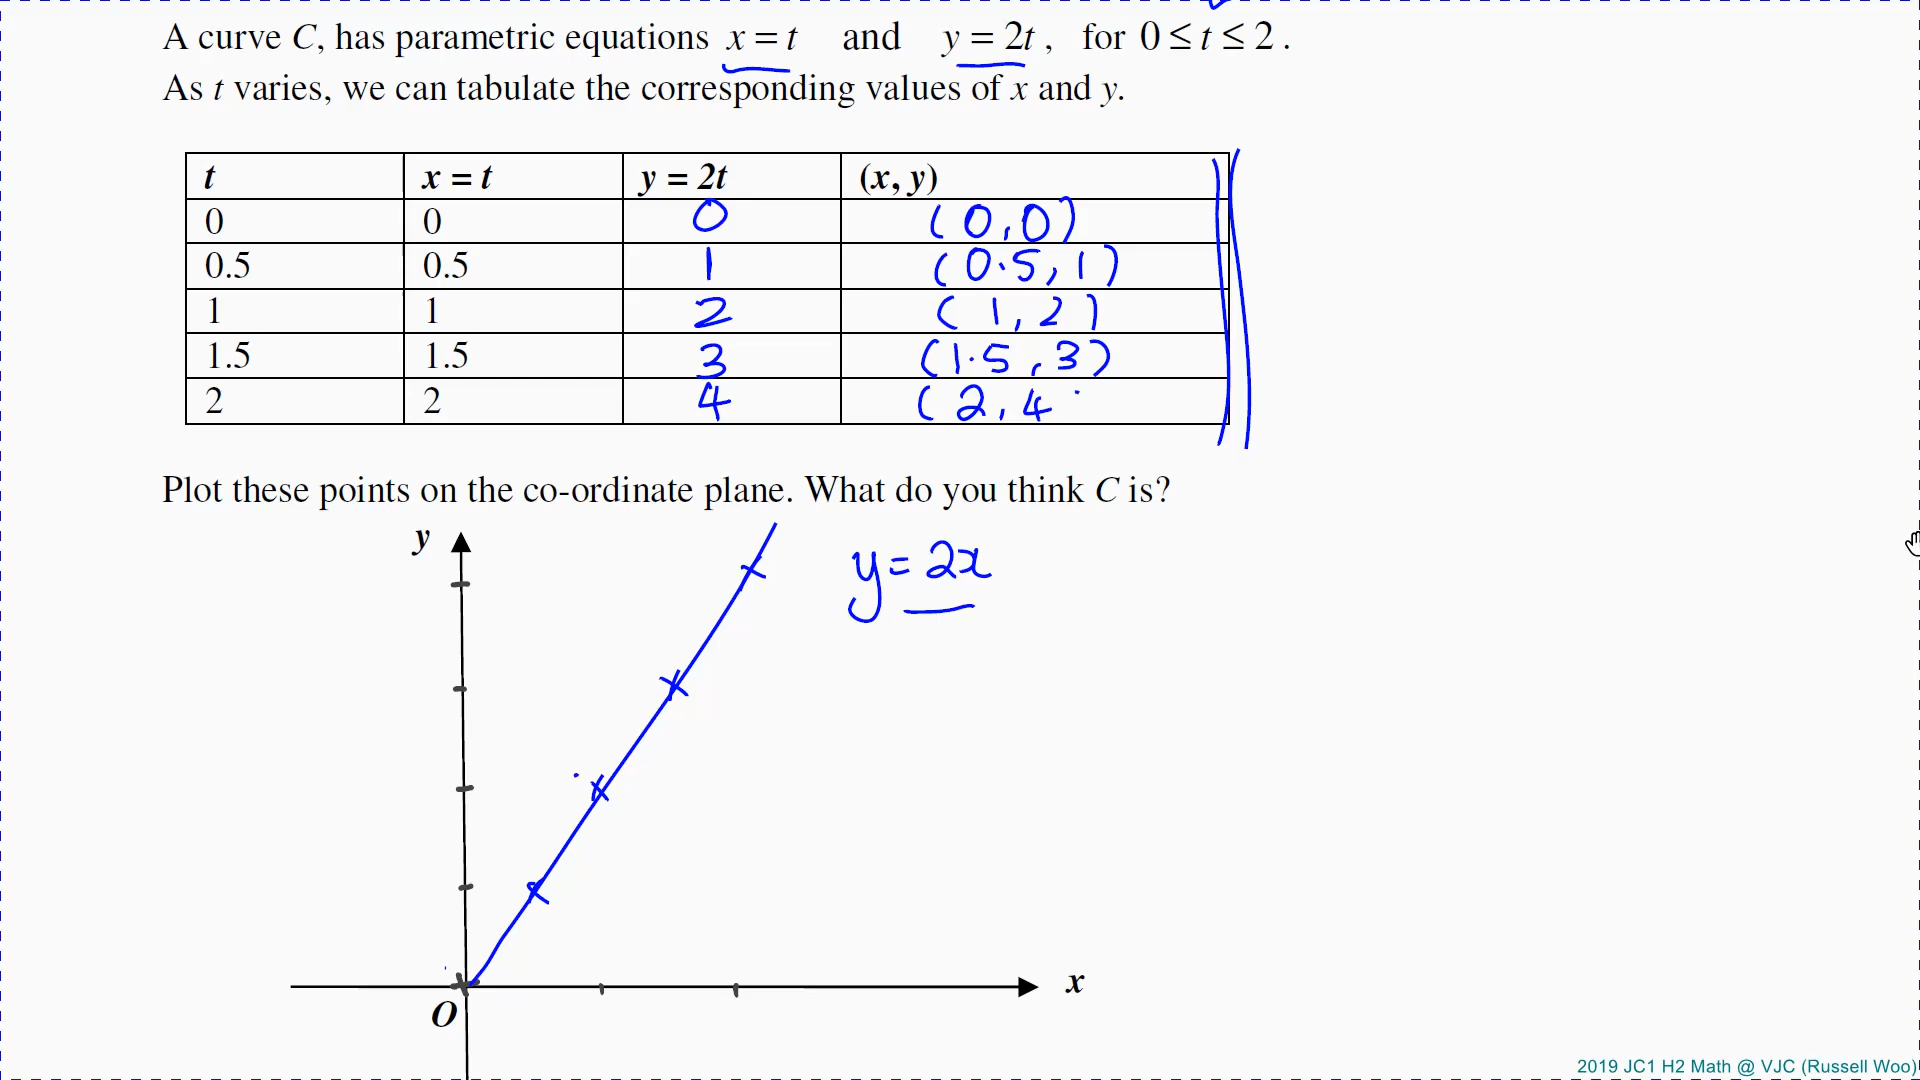 A curve C, has parametric equations x = t and y = 2t, for 0 ≤ t ≤ 2.
As t varies, we can tabulate the corresponding values of x and y.
t x = t y = 2t (x, y)
0 0 0 (0,0)
0.5 0.5 1 (0.5,1)
1 1 2 (1,2)
1.5 1.5 3 (1.5,3)
2 2 4 (2,4
Plot these points on the co-ordinate plane. What do you think C is?
y
y = 2x
x
O
2019 JC1 H2 Math @ VJC (Russell Woo)